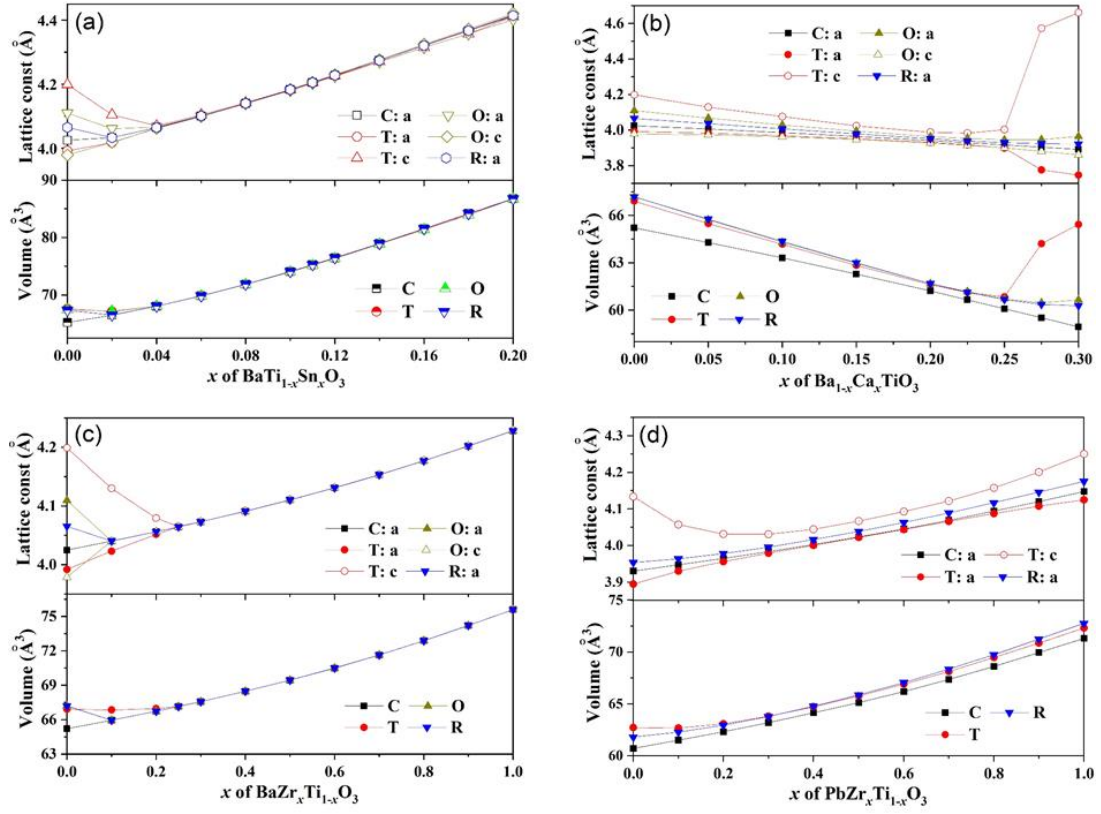 (a)
Lattice const (Å)
4.4
4.2
4.0
C: a O: a
T: a O: c
T: c R: a
Volume (Å³)
90
80
70
C O
T R
0.00 0.04 0.08 0.12 0.16 0.20
x of BaTi₁₋ₓSnₓO₃
(b)
Lattice const (Å)
4.6
4.4
4.2
4.0
3.8
C: a O: a
T: a O: c
T: c R: a
Volume (Å³)
66
63
60
C O
T R
0.00 0.05 0.10 0.15 0.20 0.25 0.30
x of Ba₁₋ₓCaₓTiO₃
(c)
Lattice const (Å)
4.2
4.1
4.0
C: a O: a
T: a O: c
T: c R: a
Volume (Å³)
75
72
69
66
63
C O
T R
0.0 0.2 0.4 0.6 0.8 1.0
x of BaZrₓTi₁₋ₓO₃
(d)
Lattice const (Å)
4.3
4.2
4.1
4.0
3.9
C: a T: c
T: a R: a
Volume (Å³)
75
70
65
60
C R
T
0.0 0.2 0.4 0.6 0.8 1.0
x of PbZrₓTi₁₋ₓO₃